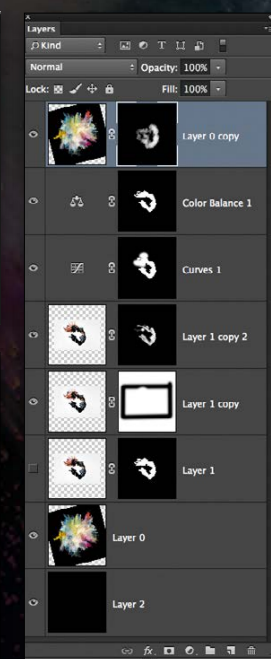 Layers
Kind
Normal Opacity: 100%
Lock: Fill: 100%
Layer 0 copy
Color Balance 1
Curves 1
Layer 1 copy 2
Layer 1 copy
Layer 1
Layer 0
Layer 2
fx